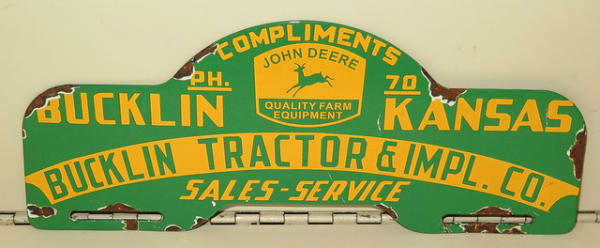 COMPLIMENTS
JOHN DEERE
QUALITY FARM
EQUIPMENT
PH. 70
BUCKLIN KANSAS
BUCKLIN TRACTOR & IMPL. CO.
SALES-SERVICE